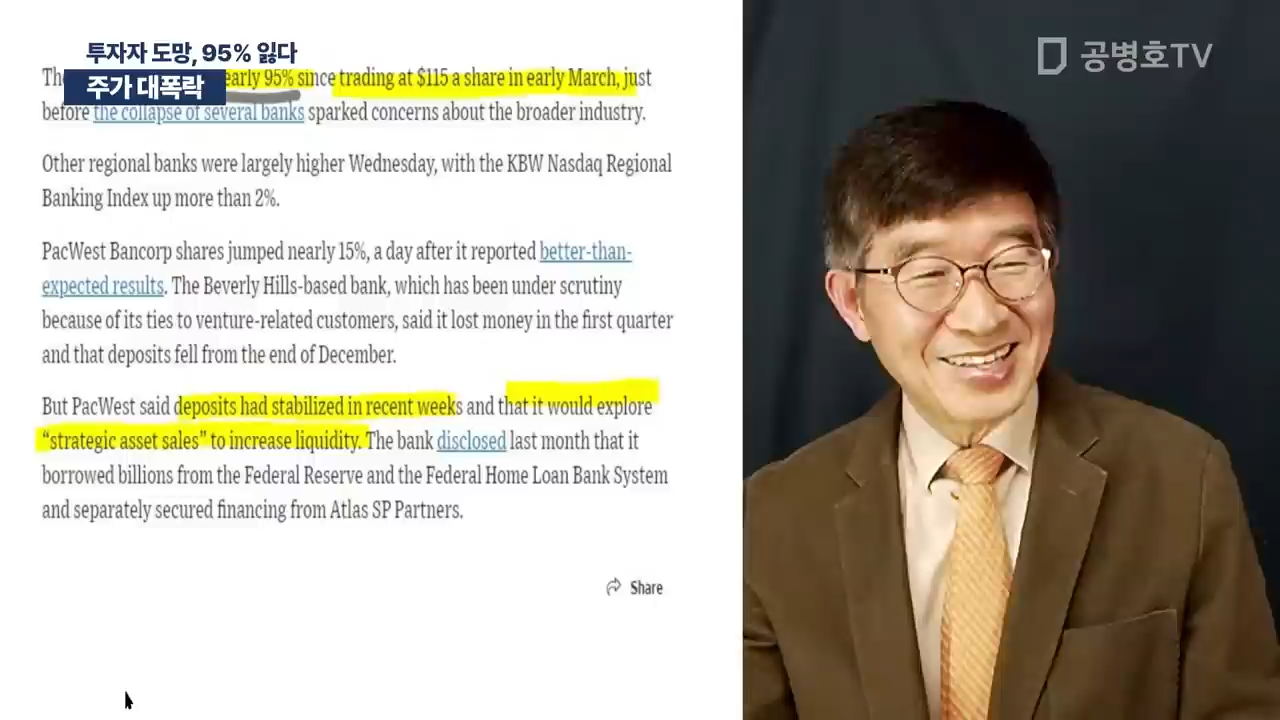 투자자 도망, 95% 잃다
주가 대폭락
공병호TV
Th early 95% since trading at $115 a share in early March, just
before the collapse of several banks sparked concerns about the broader industry.
Other regional banks were largely higher Wednesday, with the KBW Nasdaq Regional
Banking Index up more than 2%.
PacWest Bancorp shares jumped nearly 15%, a day after it reported better-than-
expected results. The Beverly Hills-based bank, which has been under scrutiny
because of its ties to venture-related customers, said it lost money in the first quarter
and that deposits fell from the end of December.
But PacWest said deposits had stabilized in recent weeks and that it would explore
“strategic asset sales” to increase liquidity. The bank disclosed last month that it
borrowed billions from the Federal Reserve and the Federal Home Loan Bank System
and separately secured financing from Atlas SP Partners.
Share